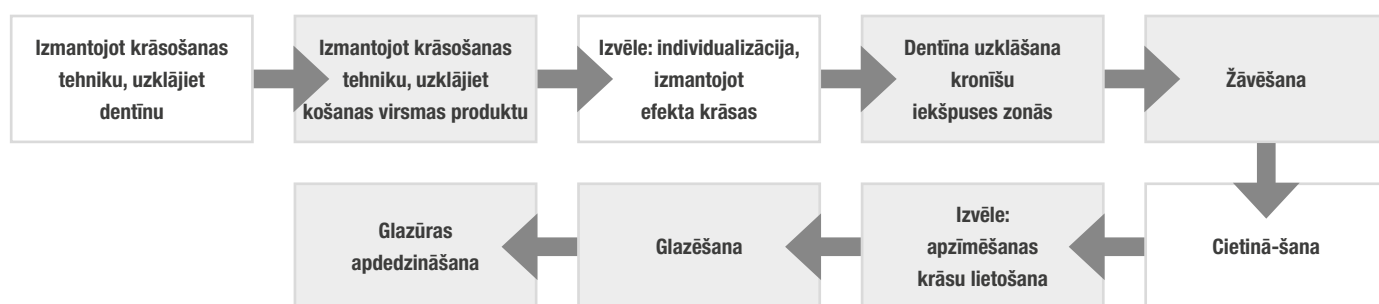 Izmantojot krāsošanas
tehniku, uzklājiet
dentīnu
Izmantojot krāsošanas
tehniku, uzklājiet
košanas virsmas produktu
Izvēle: individualizācija,
izmantojot
efekta krāsas
Dentīna uzklāšana
kronīšu
iekšpuses zonās
Žāvēšana
Cietinā-šana
Izvēle:
apzīmēšanas
krāsu lietošana
Glazēšana
Glazūras
apdedzināšana